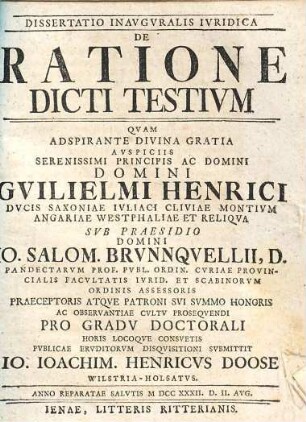 DISSERTATIO INAVGVRALIS IVRIDICA
DE
RATIONE
DICTI TESTIVM
QVAM
ADSPIRANTE DIVINA GRATIA
AVSPICIIS
SERENISSIMI PRINCIPIS AC DOMINI
DOMINI
GVILIELMI HENRICI
DVCIS SAXONIAE IVLIACI CLIVIAE MONTIVM
ANGARIAE WESTPHALIAE ET RELIQVA
SVB PRAESIDIO
DOMINI
IO. SALOM. BRVNNQVELLII, D.
PANDECTARVM PROF. PVBL. ORDIN. CVRIAE PROVIN-
CIALIS FACVLTATIS IVRID. ET SCABINORVM
ORDINIS ASSESSORIS
PRAECEPTORIS ATQVE PATRONI SVI SVMMO HONORIS
AC OBSERVANTIAE CVLTV PROSEQVENDI
PRO GRADV DOCTORALI
HORIS LOCOQVE CONSVETIS
PVBLICAE ERVDITORVM DISQVISITIONI SVBMITTIT
IO. IOACHIM. HENRICVS DOOSE
WILSTRIA-HOLSATVS.
ANNO REPARATAE SALVTIS M DCC XXXII. D. II. AVG.
IENAE, LITTERIS RITTERIANIS.